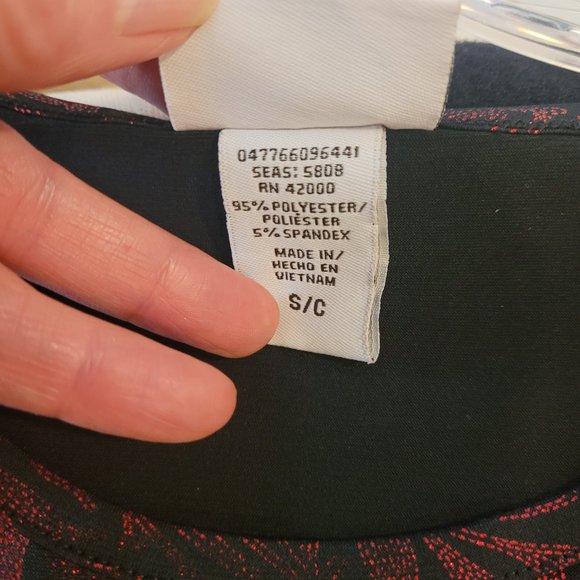 047766096441
SEAS: 5808
RN 42000
95% POLYESTER/
POLIÉSTER
5% SPANDEX
MADE IN/
HECHO EN
VIETNAM
S/C